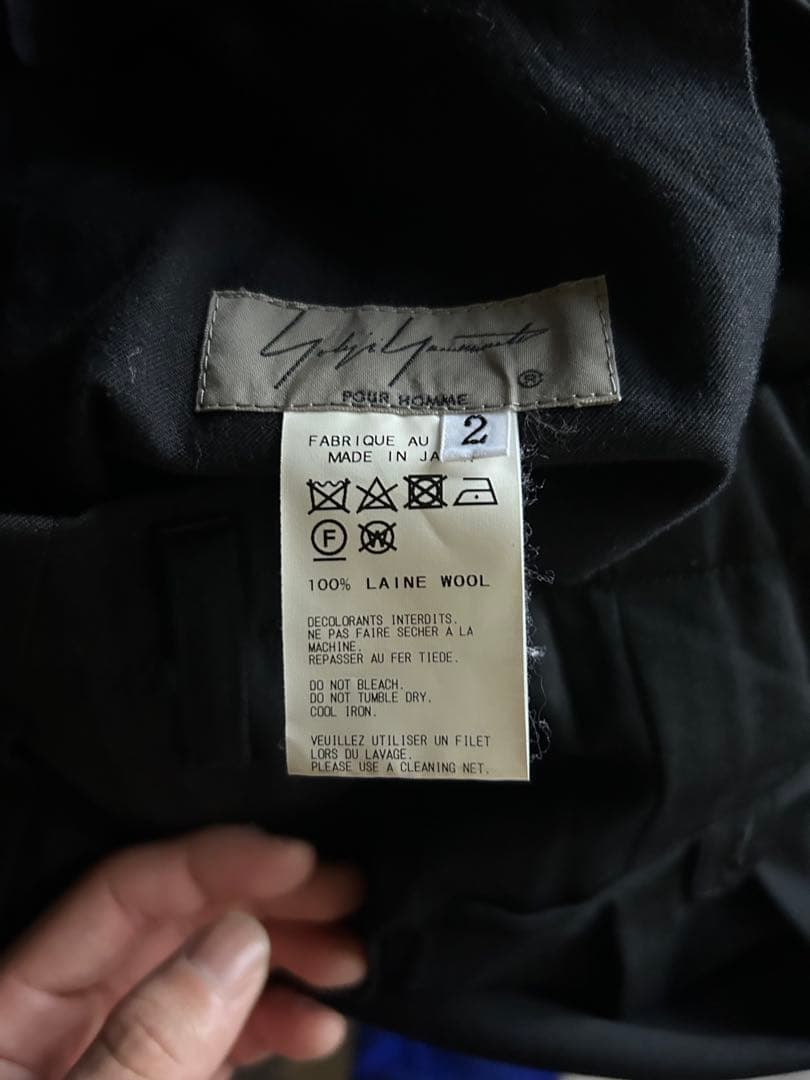 Yohji Yamamoto
®
POUR HOMME
2
FABRIQUE AU
MADE IN JA
F
W
100% LAINE WOOL
DECOLORANTS INTERDITS.
NE PAS FAIRE SECHER A LA
MACHINE.
REPASSER AU FER TIEDE.
DO NOT BLEACH.
DO NOT TUMBLE DRY.
COOL IRON.
VEUILLEZ UTILISER UN FILET
LORS DU LAVAGE.
PLEASE USE A CLEANING NET.